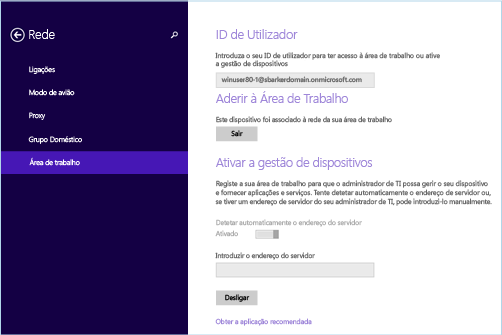 Rede
Ligações
Modo de avião
Proxy
Grupo Doméstico
Área de trabalho
ID de Utilizador
Introduza o seu ID de utilizador para ter acesso à área de trabalho ou ative
a gestão de dispositivos
winuser80-1@sbarkerdomain.onmicrosoft.com
Aderir à Área de Trabalho
Este dispositivo foi associado à rede da sua área de trabalho
Sair
Ativar a gestão de dispositivos
Registe a sua área de trabalho para que o administrador de TI possa gerir o seu dispositivo
e fornecer aplicações e serviços. Tente detetar automaticamente o endereço de servidor ou,
se tiver um endereço de servidor do seu administrador de TI, pode introduzi-lo manualmente.
Detetar automaticamente o endereço do servidor
Ativado
Introduzir o endereço do servidor
Desligar
Obter a aplicação recomendada